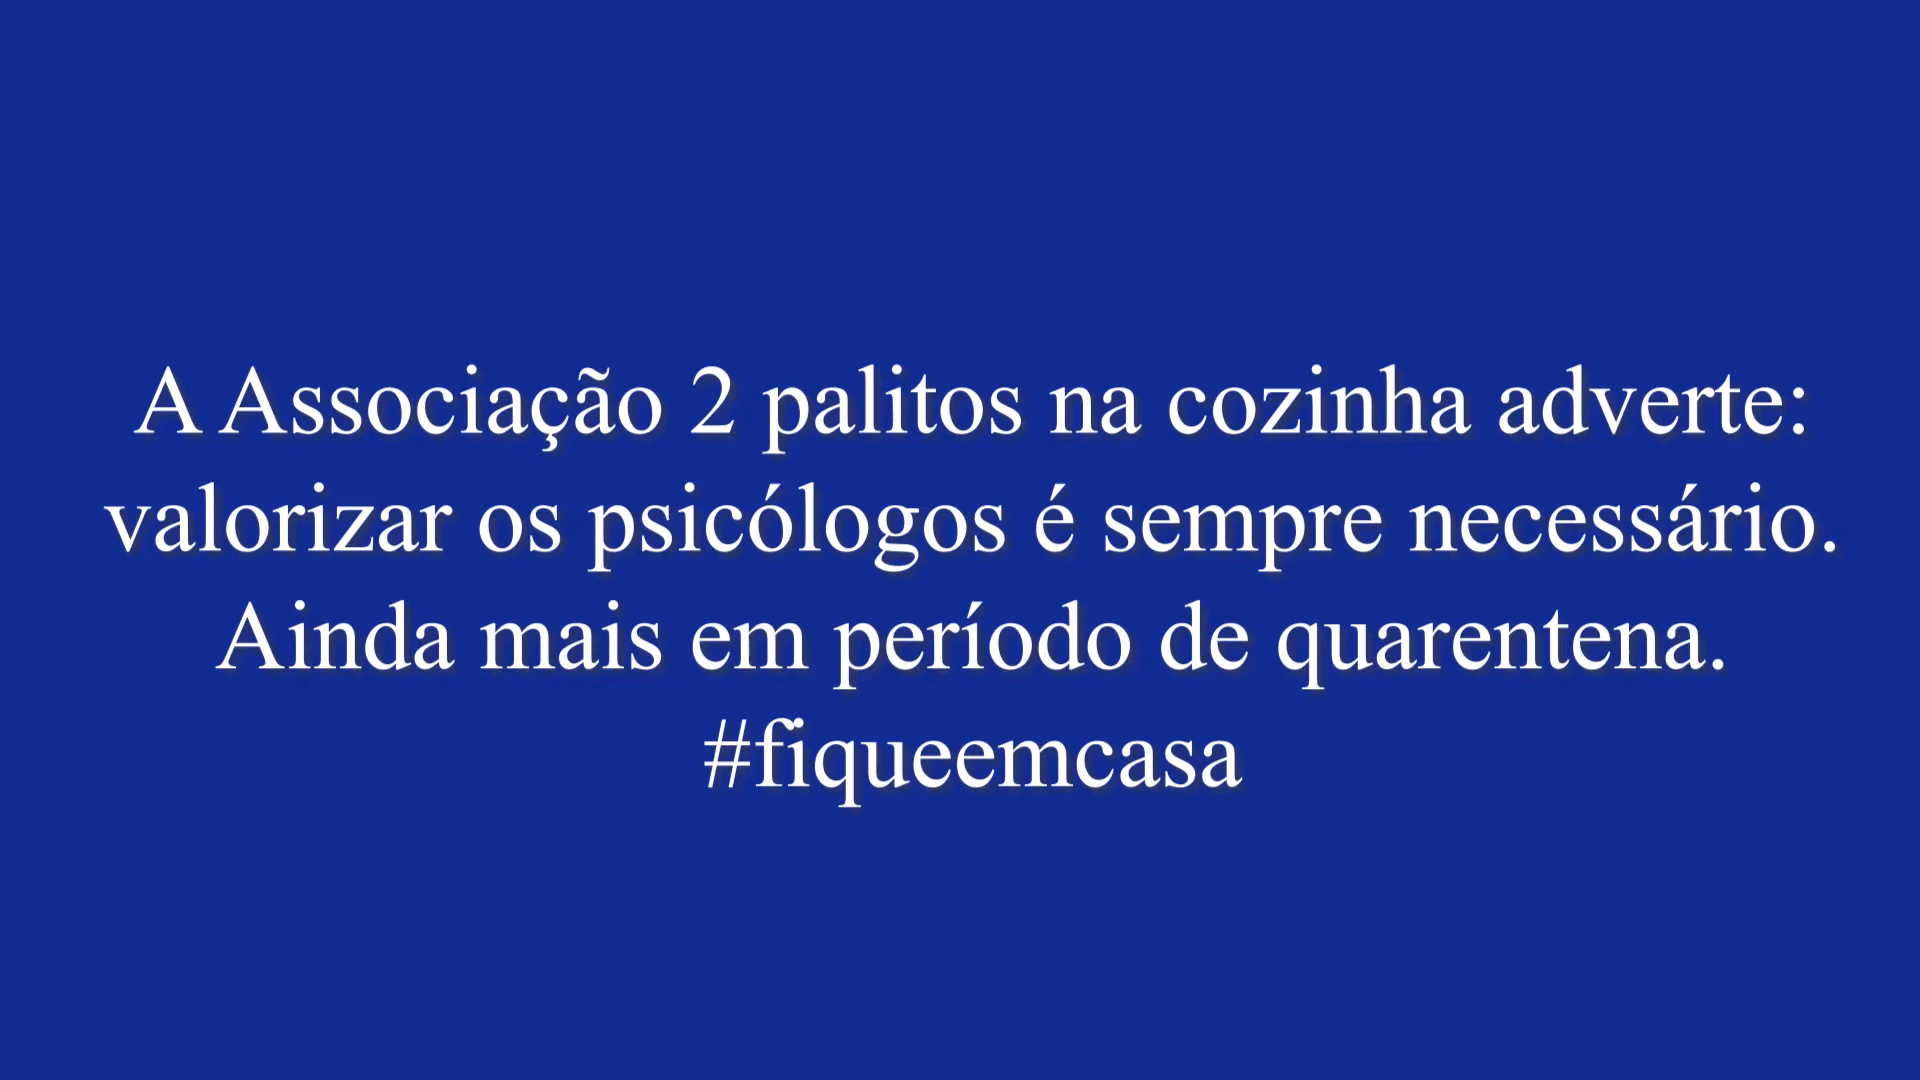 A Associação 2 palitos na cozinha adverte:
valorizar os psicólogos é sempre necessário.
Ainda mais em período de quarentena.
#fiqueemcasa